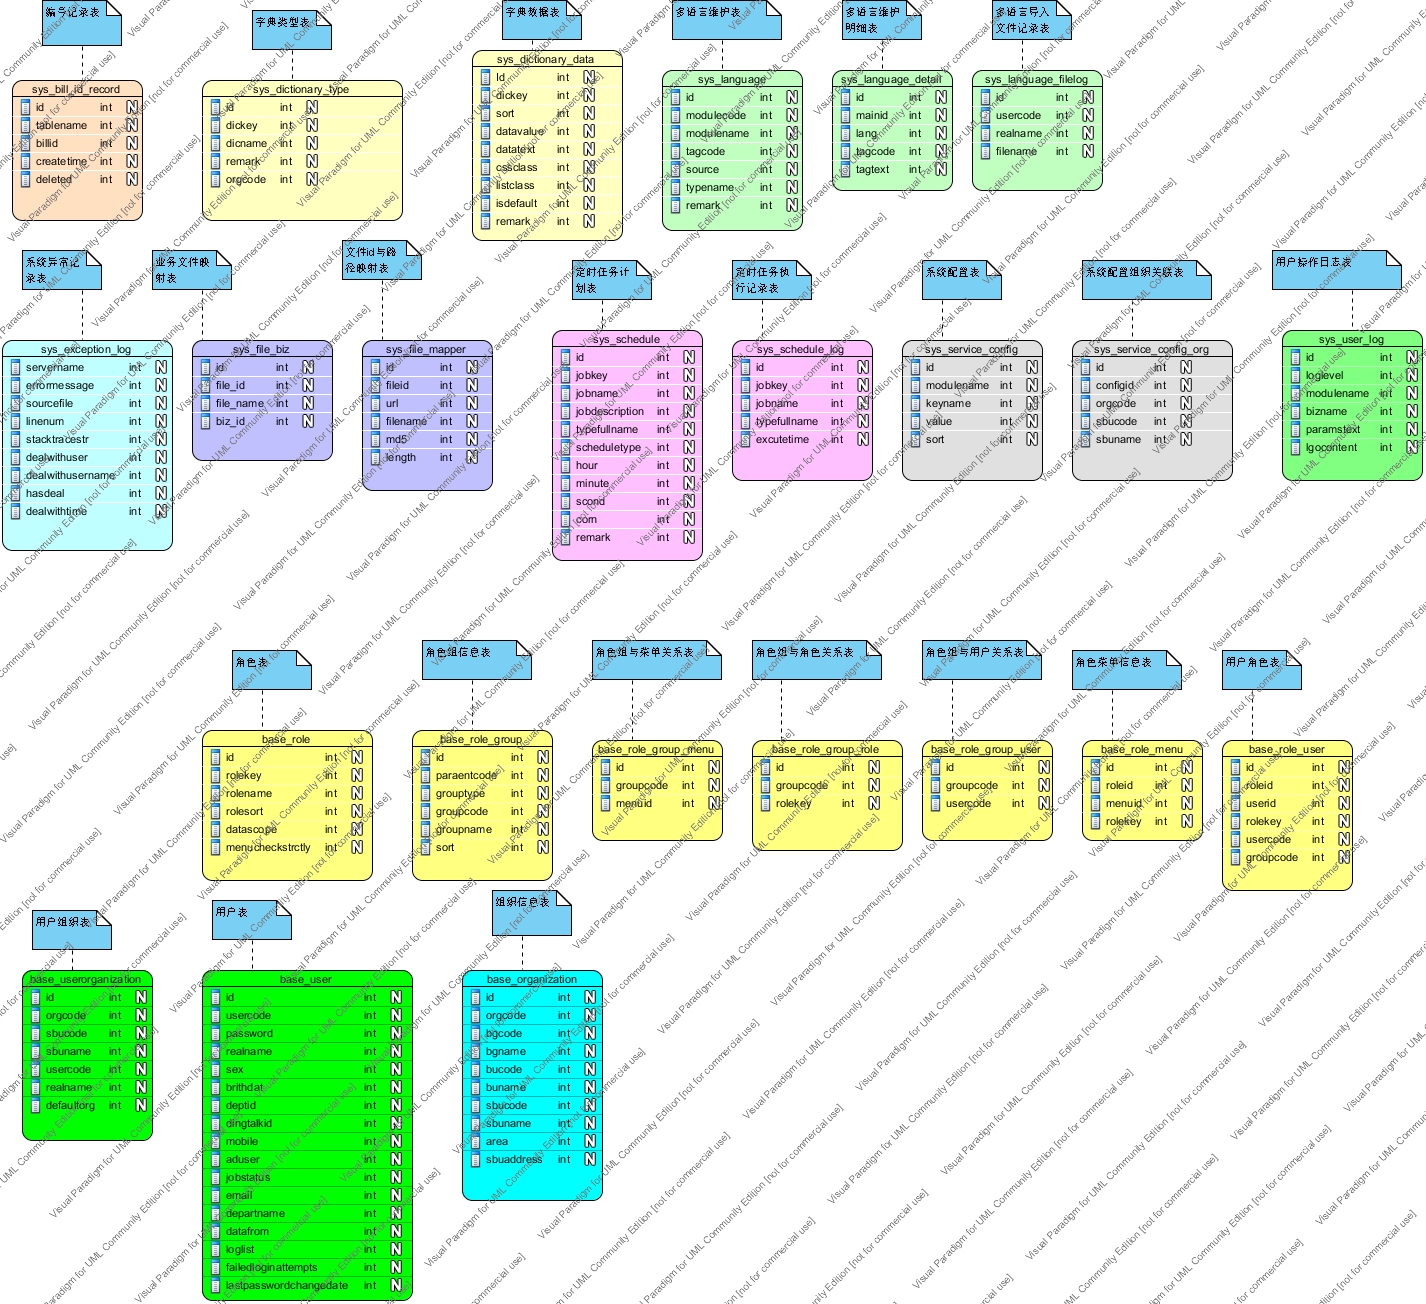 编号记录表
字典类型表
字典数据表
多语言维护表
多语言维护
明细表
多语言导入
文件记录表
sys_bill_id_record
id int N
tablename int N
billid int N
createtime int N
deleted int N
sys_dictionary_type
id int N
dickey int N
dicname int N
remark int N
orgcode int N
sys_dictionary_data
Id int N
dickey int N
sort int N
datavalue int N
datatext int N
cssclass int N
listclass int N
isdefault int N
remark int N
sys_language
id int N
modulecode int N
modulename int N
tagcode int N
source int N
typename int N
remark int N
sys_language_detail
id int N
mainid int N
lang int N
tagcode int N
tagtext int N
sys_language_filelog
id int N
usercode int N
realname int N
filename int N
系统异常记
录表
业务文件映
射表
文件id与路
径映射表
定时任务计
划表
定时任务执
行记录表
系统配置表
系统配置组织关联表
用户操作日志表
sys_exception_log
servername int N
errormessage int N
sourcefile int N
linenum int N
stacktracestr int N
dealwithuser int N
dealwithusername int N
hasdeal int N
dealwithtime int N
sys_file_biz
id int N
file_id int N
file_name int N
biz_id int N
sys_file_mapper
id int N
fileid int N
url int N
filename int N
md5 int N
length int N
sys_schedule
id int N
jobkey int N
jobname int N
jobdescription int N
typefullname int N
scheduletype int N
hour int N
minute int N
scond int N
corn int N
remark int N
sys_schedule_log
id int N
jobkey int N
jobname int N
typefullname int N
excutetime int N
sys_service_config
id int N
modulename int N
keyname int N
value int N
sort int N
sys_service_config_org
id int N
configid int N
orgcode int N
sbucode int N
sbuname int N
sys_user_log
id int N
loglevel int N
modulename int N
bizname int N
paramstext int N
lgocontent int N
角色表
角色组信息表
角色组与菜单关系表
角色组与角色关系表
角色组与用户关系表
角色菜单信息表
用户角色表
base_role
id int N
rolekey int N
rolename int N
rolesort int N
datascope int N
menucheckstrctly int N
base_role_group
id int N
paraentcode int N
grouptype int N
groupcode int N
groupname int N
sort int N
base_role_group_menu
id int N
groupcode int N
menuid int N
base_role_group_role
id int N
groupcode int N
rolekey int N
base_role_group_user
id int N
groupcode int N
usercode int N
base_role_menu
id int N
roleid int N
menuid int N
rolekey int N
base_role_user
id int N
roleid int N
userid int N
rolekey int N
usercode int N
groupcode int N
用户组织表
用户表
组织信息表
base_userorganization
id int N
orgcode int N
sbucode int N
sbuname int N
usercode int N
realname int N
defaultorg int N
base_user
id int N
usercode int N
password int N
realname int N
sex int N
brithdat int N
deptid int N
dingtalkid int N
mobile int N
aduser int N
jobstatus int N
email int N
departname int N
datafrom int N
loglist int N
failedloginattempts int N
lastpasswordchangedate int N
base_organization
id int N
orgcode int N
bgcode int N
bgname int N
bucode int N
buname int N
sbucode int N
sbuname int N
area int N
sbuaddress int N
Visual Paradigm for UML Community Edition [not for commercial use]